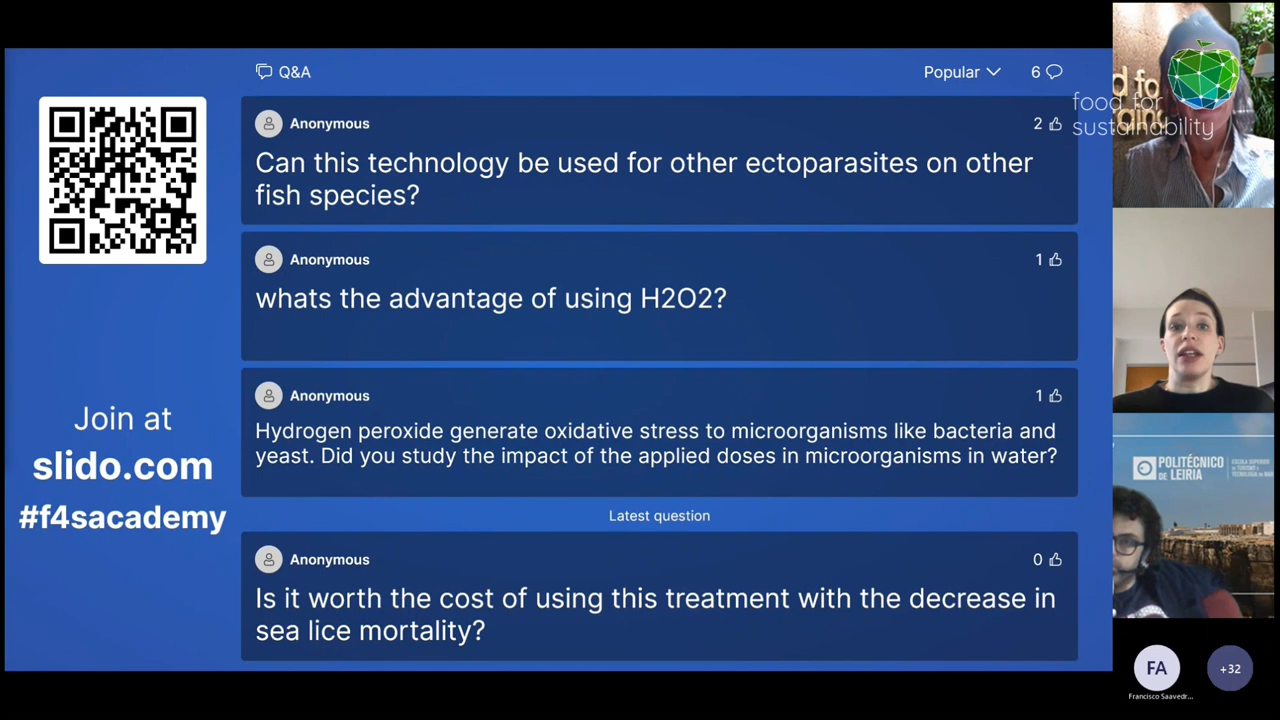 Q&A
Popular
6
Anonymous
2
Can this technology be used for other ectoparasites on other
fish species?
Anonymous
1
whats the advantage of using H2O2?
Anonymous
1
Hydrogen peroxide generate oxidative stress to microorganisms like bacteria and
yeast. Did you study the impact of the applied doses in microorganisms in water?
Latest question
Anonymous
0
Is it worth the cost of using this treatment with the decrease in
sea lice mortality?
Join at
slido.com
#f4sacademy
food for
sustainability
POLITÉCNICO
DE LEIRIA
FA
Francisco Saavedr...
+32